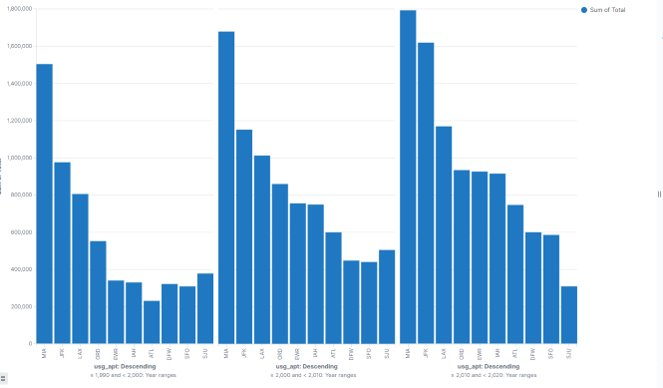 1,800,000
1,600,000
1,400,000
1,200,000
1,000,000
800,000
600,000
400,000
200,000
0
MIA JFK LAX ORD EWR IAH ATL DFW SFO SJU
MIA JFK LAX ORD EWR IAH ATL DFW SFO SJU
MIA JFK LAX ORD EWR IAH ATL DFW SFO SJU
usg_apt: Descending
≥ 1,990 and < 2,000: Year ranges
usg_apt: Descending
≥ 2,000 and < 2,010: Year ranges
usg_apt: Descending
≥ 2,010 and < 2,020: Year ranges
Sum of Total